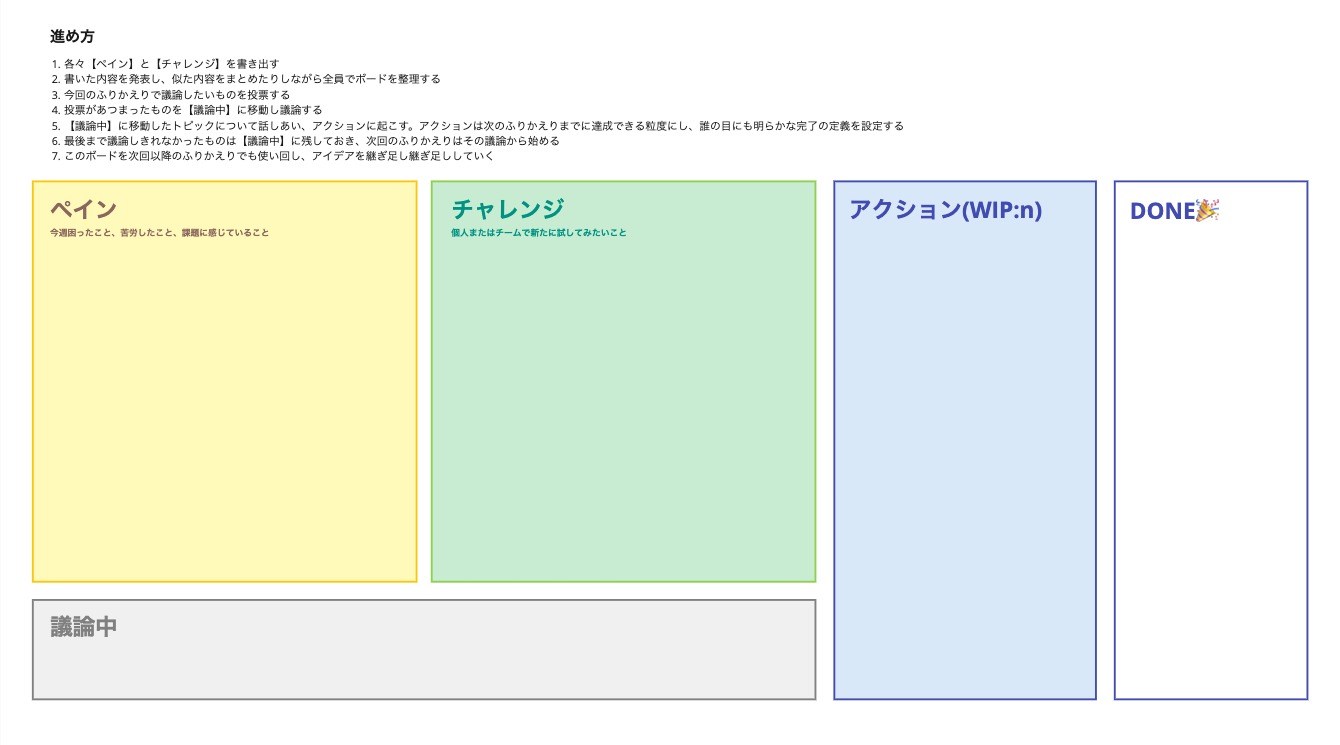 進め方
1. 各々【ペイン】と【チャレンジ】を書き出す
2. 書いた内容を発表し、似た内容をまとめたりしながら全員でボードを整理する
3. 今回のふりかえりで議論したいものを投票する
4. 投票があつまったものを【議論中】に移動し議論する
5. 【議論中】に移動したトピックについて話しあい、アクションに起こす。アクションは次のふりかえりまでに達成できる粒度にし、誰の目にも明らかな完了の定義を設定する
6. 最後まで議論しきれなかったものは【議論中】に残しておき、次回のふりかえりはその議論から始める
7. このボードを次回以降のふりかえりでも使い回し、アイデアを継ぎ足し継ぎ足ししていく
ペイン
今週困ったこと、苦労したこと、課題に感じていること
チャレンジ
個人またはチームで新たに試してみたいこと
アクション(WIP:n)
DONE🎉
議論中